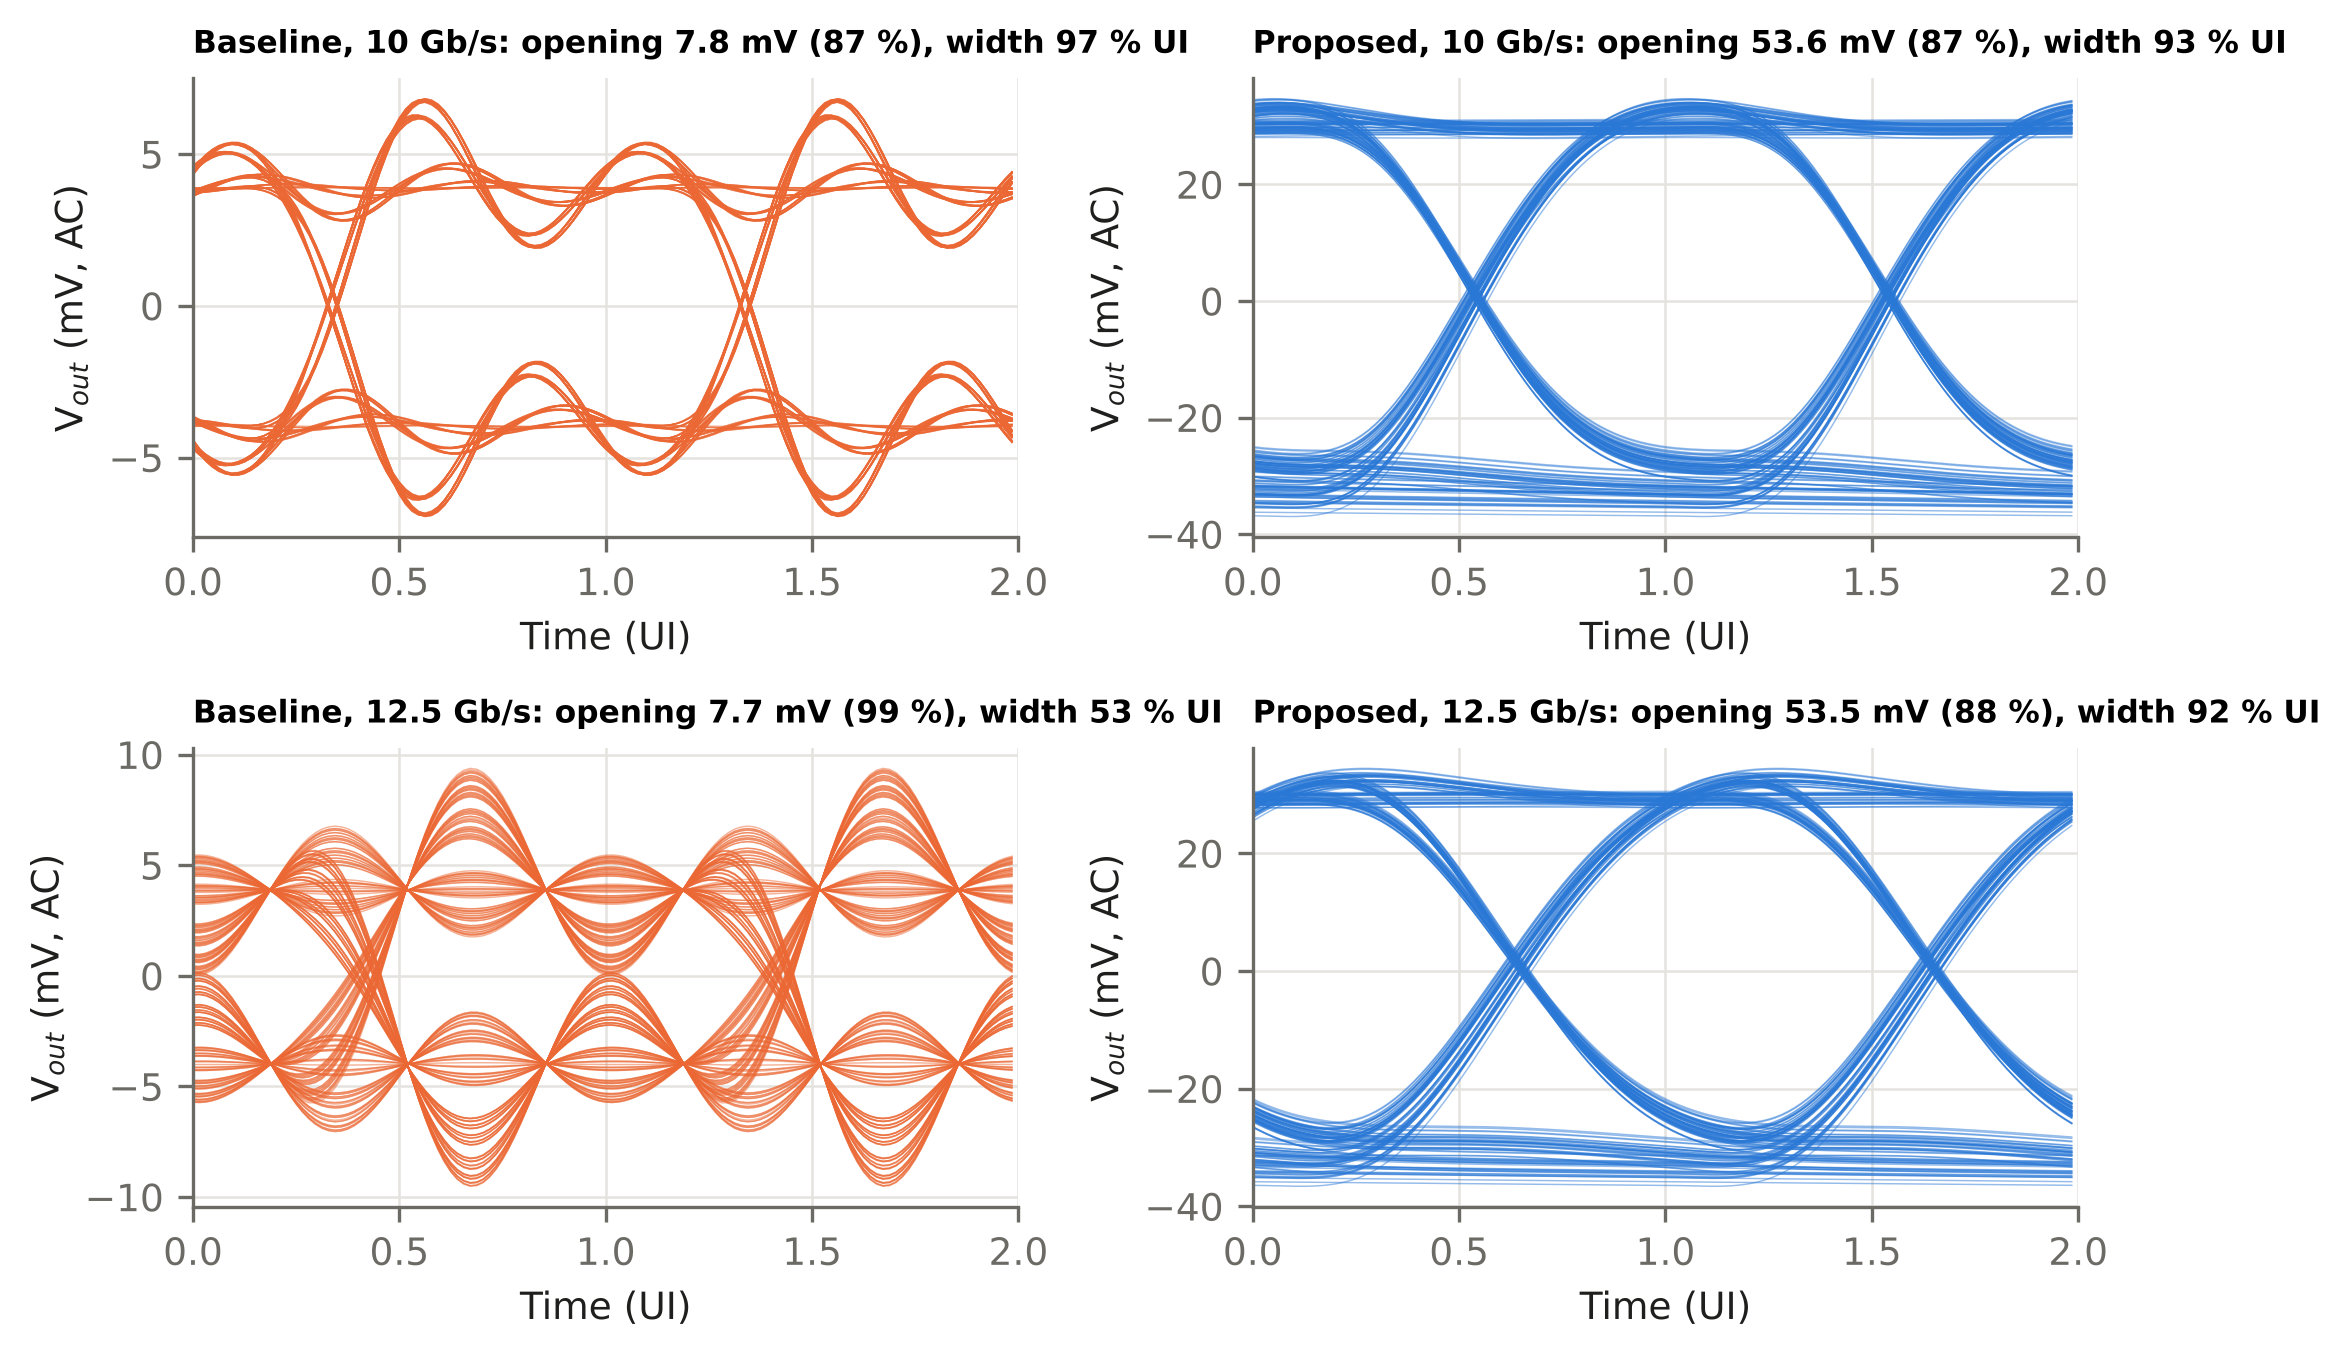 Baseline, 10 Gb/s: opening 7.8 mV (87 %), width 97 % UI
5
0
−5
V_out (mV, AC)
0.0 0.5 1.0 1.5 2.0
Time (UI)
Proposed, 10 Gb/s: opening 53.6 mV (87 %), width 93 % UI
20
0
−20
−40
V_out (mV, AC)
0.0 0.5 1.0 1.5 2.0
Time (UI)
Baseline, 12.5 Gb/s: opening 7.7 mV (99 %), width 53 % UI
10
5
0
−5
−10
V_out (mV, AC)
0.0 0.5 1.0 1.5 2.0
Time (UI)
Proposed, 12.5 Gb/s: opening 53.5 mV (88 %), width 92 % UI
20
0
−20
−40
V_out (mV, AC)
0.0 0.5 1.0 1.5 2.0
Time (UI)